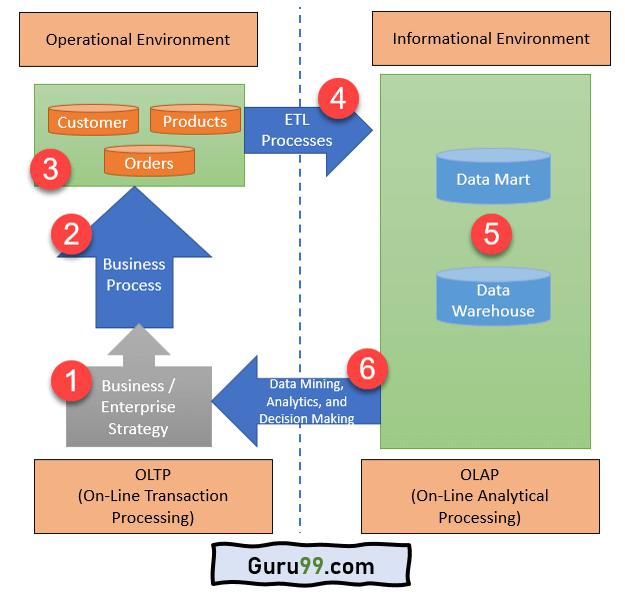 Operational Environment
Informational Environment
Customer
Products
Orders
3
ETL
Processes
4
Data Mart
5
Data
Warehouse
2
Business
Process
1
Business /
Enterprise
Strategy
6
Data Mining,
Analytics, and
Decision Making
OLTP
(On-Line Transaction
Processing)
OLAP
(On-Line Analytical
Processing)
Guru99.com